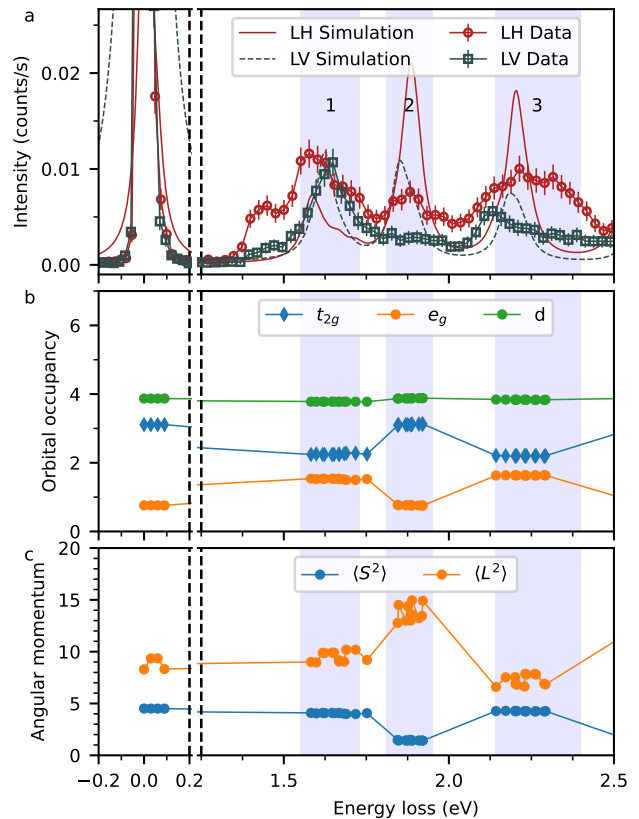 a
LH Simulation
LH Data
LV Simulation
LV Data
1
2
3
0.02
0.01
0.00
Intensity (counts/s)
b
t2g
eg
d
6
4
2
0
Orbital occupancy
c
⟨S²⟩
⟨L²⟩
20
15
10
5
0
Angular momentum
−0.2
0.0
0.2
1.5
2.0
2.5
Energy loss (eV)